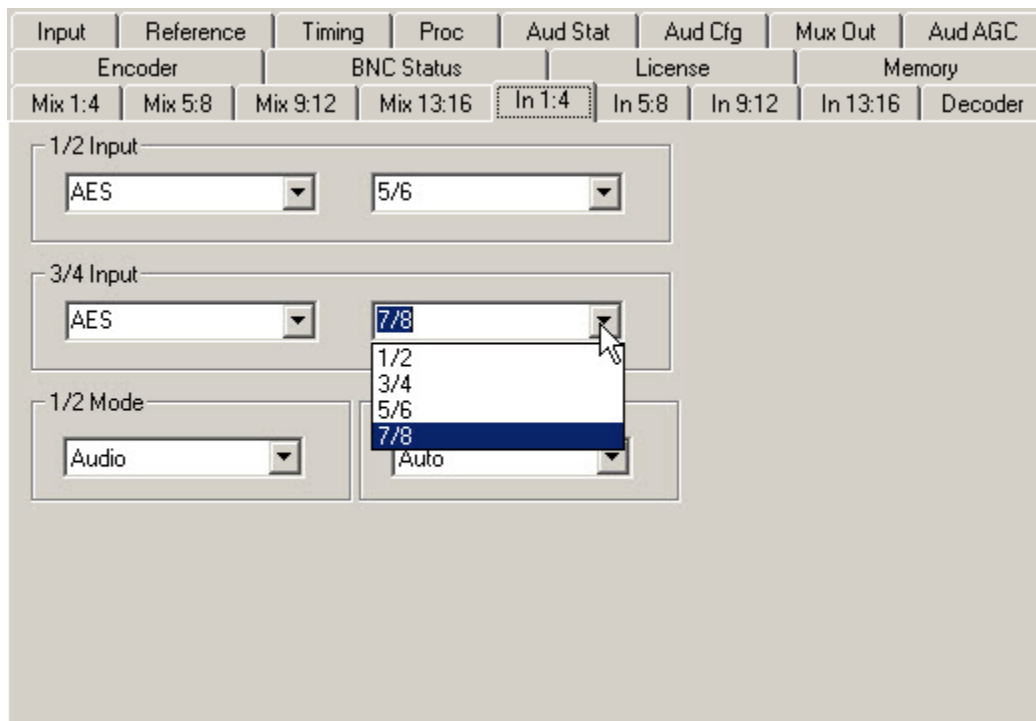 Input Reference Timing Proc Aud Stat Aud Cfg Mux Out Aud AGC
Encoder BNC Status License Memory
Mix 1:4 Mix 5:8 Mix 9:12 Mix 13:16 In 1:4 In 5:8 In 9:12 In 13:16 Decoder
1/2 Input
AES 5/6
3/4 Input
AES 7/8
1/2
3/4
5/6
7/8
1/2 Mode
Audio Auto